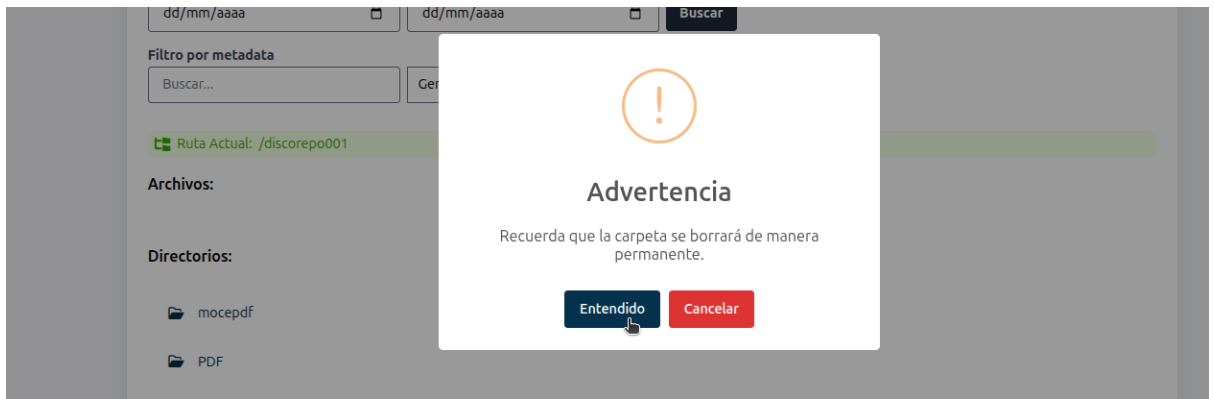 dd/mm/aaaa dd/mm/aaaa Buscar
Filtro por metadata
Buscar...
Ruta Actual: /discorepo001
Archivos:
Directorios:
mocepdf
PDF
!
Advertencia
Recuerda que la carpeta se borrará de manera
permanente.
Entendido Cancelar